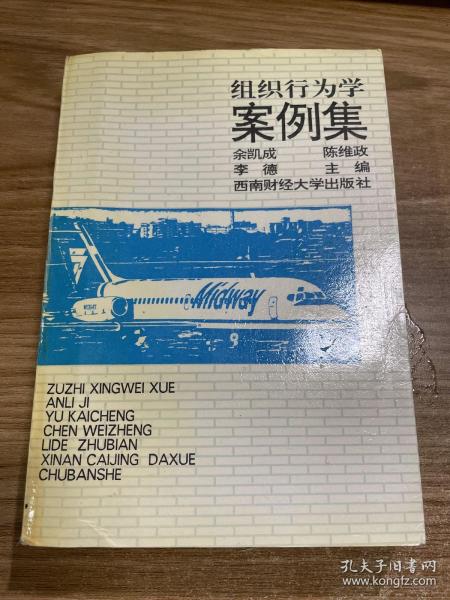 组织行为学
案例集
余凯成 陈维政
李德 主编
西南财经大学出版社
Midway
ZUZHI XINGWEI XUE
ANLI JI
YU KAICHENG
CHEN WEIZHENG
LIDE ZHUBIAN
XINAN CAIJING DAXUE
CHUBANSHE
孔夫子旧书网
www.kongfz.com